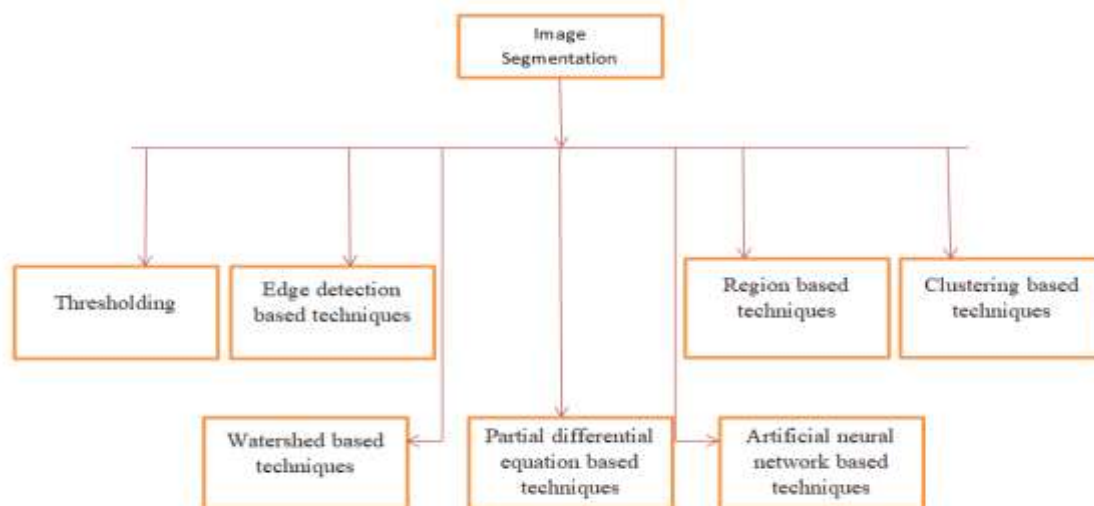 Image
Segmentation
Thresholding
Edge detection
based techniques
Region based
techniques
Clustering based
techniques
Watershed based
techniques
Partial differential
equation based
techniques
Artificial neural
network based
techniques